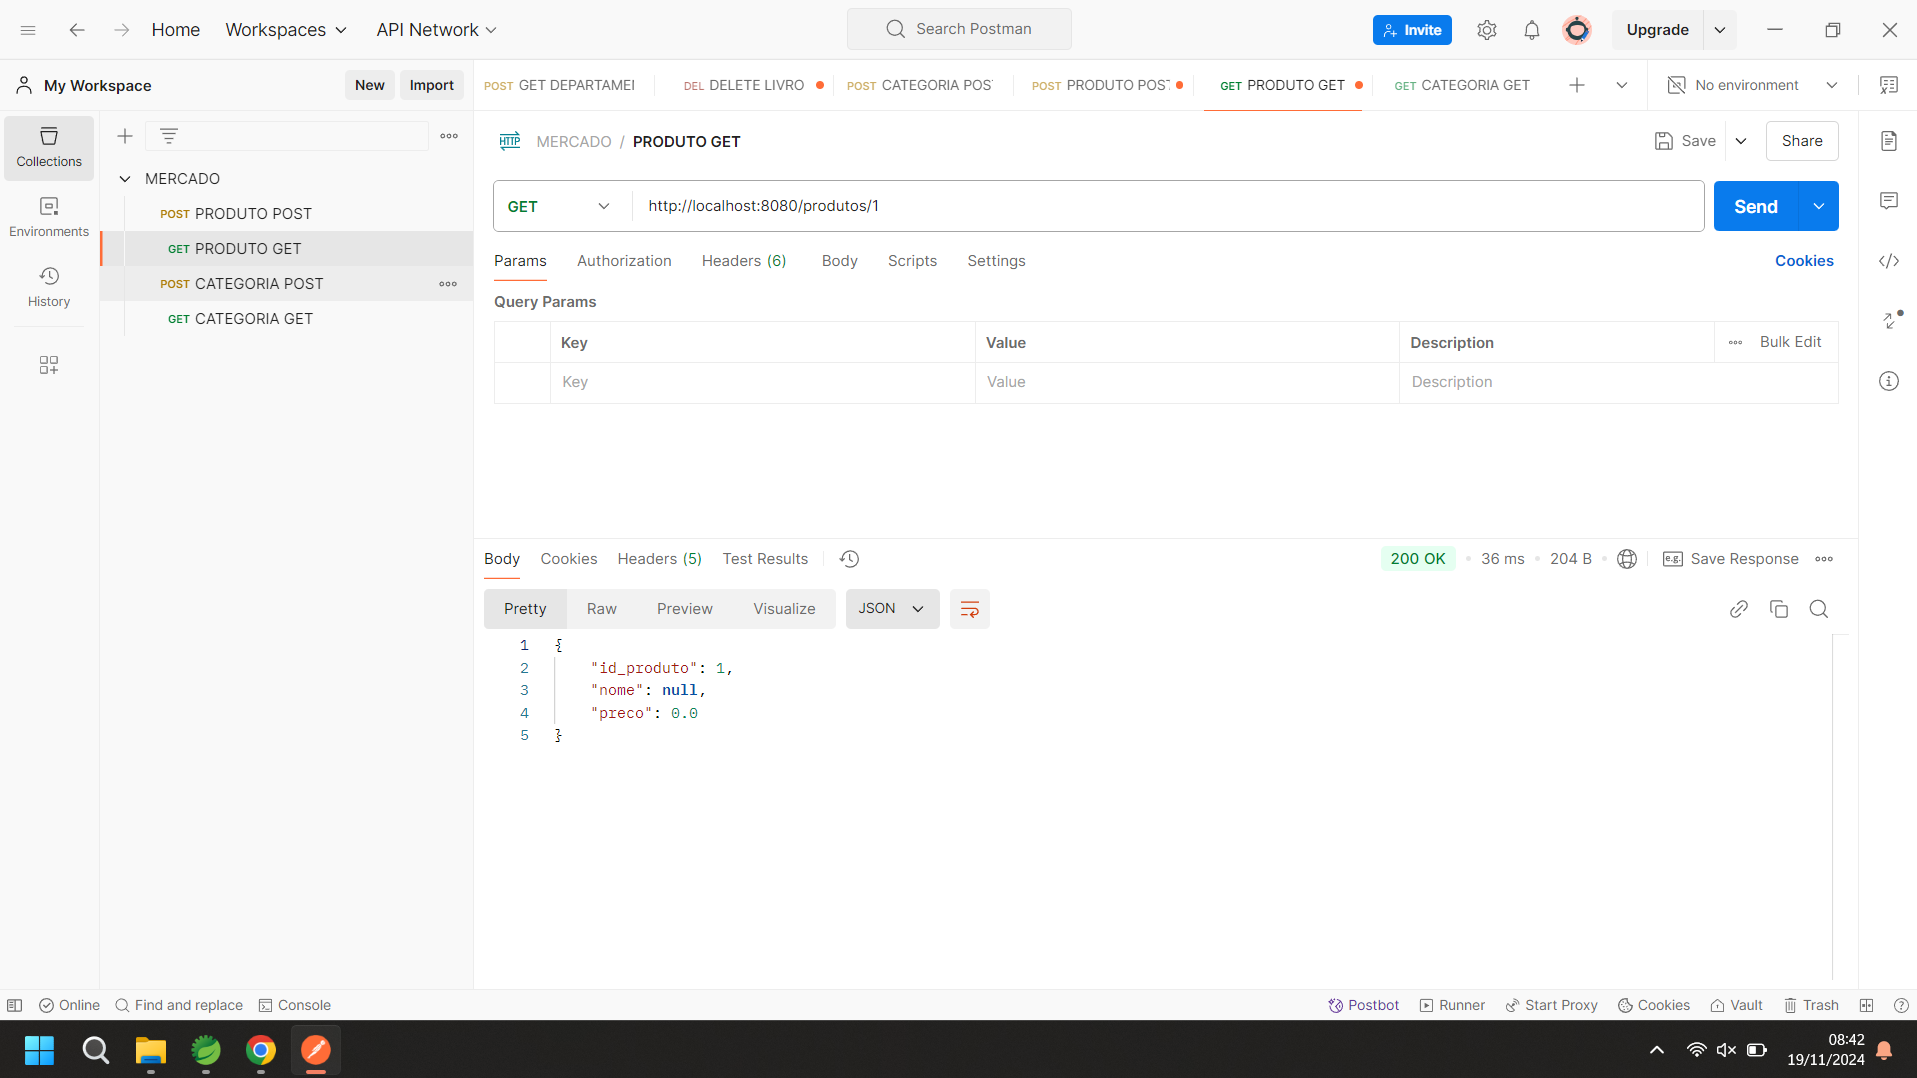 Home Workspaces API Network Search Postman Invite Upgrade
My Workspace New Import POST GET DEPARTAMEI DEL DELETE LIVRO POST CATEGORIA POS POST PRODUTO POST GET PRODUTO GET GET CATEGORIA GET No environment
Collections
Environments
History
MERCADO
POST PRODUTO POST
GET PRODUTO GET
POST CATEGORIA POST
GET CATEGORIA GET
HTTP MERCADO / PRODUTO GET Save Share
GET http://localhost:8080/produtos/1 Send
Params Authorization Headers (6) Body Scripts Settings Cookies
Query Params
Key Value Description Bulk Edit
Key Value Description
Body Cookies Headers (5) Test Results 200 OK 36 ms 204 B e.g. Save Response
Pretty Raw Preview Visualize JSON
1 {
2 "id_produto": 1,
3 "nome": null,
4 "preco": 0.0
5 }
Online Find and replace Console Postbot Runner Start Proxy Cookies Vault Trash
08:42
19/11/2024